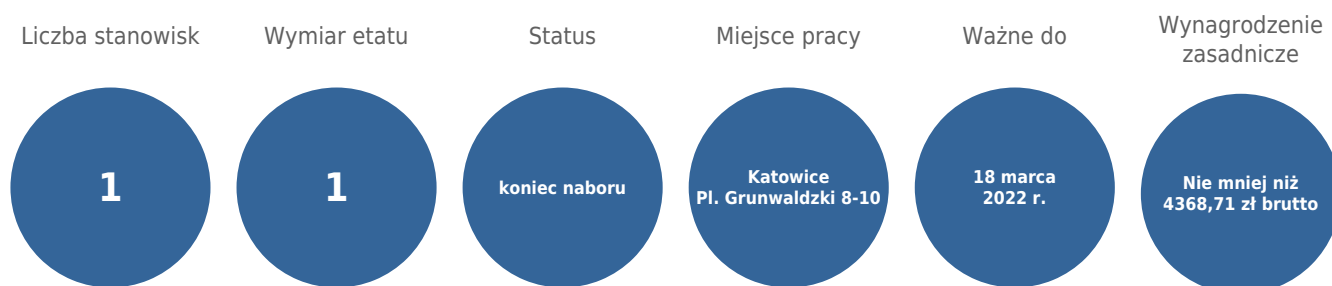 Liczba stanowisk
1
Wymiar etatu
1
Status
koniec naboru
Miejsce pracy
Katowice
Pl. Grunwaldzki 8-10
Ważne do
18 marca
2022 r.
Wynagrodzenie
zasadnicze
Nie mniej niż
4368,71 zł brutto